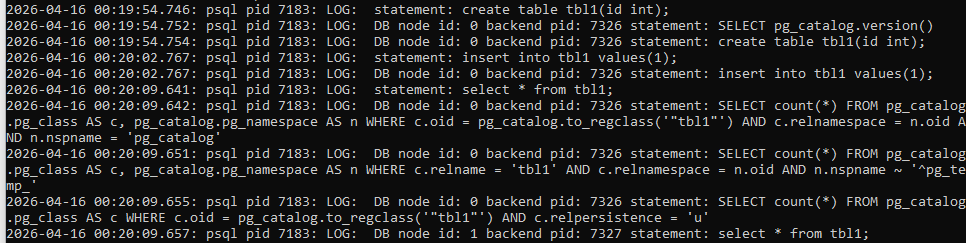 2026-04-16 00:19:54.746: psql pid 7183: LOG:  statement: create table tbl1(id int);
2026-04-16 00:19:54.752: psql pid 7183: LOG:  DB node id: 0 backend pid: 7326 statement: SELECT pg_catalog.version()
2026-04-16 00:19:54.754: psql pid 7183: LOG:  DB node id: 0 backend pid: 7326 statement: create table tbl1(id int);
2026-04-16 00:20:02.767: psql pid 7183: LOG:  statement: insert into tbl1 values(1);
2026-04-16 00:20:02.767: psql pid 7183: LOG:  DB node id: 0 backend pid: 7326 statement: insert into tbl1 values(1);
2026-04-16 00:20:09.641: psql pid 7183: LOG:  statement: select * from tbl1;
2026-04-16 00:20:09.642: psql pid 7183: LOG:  DB node id: 0 backend pid: 7326 statement: SELECT count(*) FROM pg_catalog
.pg_class AS c, pg_catalog.pg_namespace AS n WHERE c.oid = pg_catalog.to_regclass('"tbl1"') AND c.relnamespace = n.oid A
ND n.nspname = 'pg_catalog'
2026-04-16 00:20:09.651: psql pid 7183: LOG:  DB node id: 0 backend pid: 7326 statement: SELECT count(*) FROM pg_catalog
.pg_class AS c, pg_catalog.pg_namespace AS n WHERE c.relname = 'tbl1' AND c.relnamespace = n.oid AND n.nspname ~ '^pg_te
mp_'
2026-04-16 00:20:09.655: psql pid 7183: LOG:  DB node id: 0 backend pid: 7326 statement: SELECT count(*) FROM pg_catalog
.pg_class AS c WHERE c.oid = pg_catalog.to_regclass('"tbl1"') AND c.relpersistence = 'u'
2026-04-16 00:20:09.657: psql pid 7183: LOG:  DB node id: 1 backend pid: 7327 statement: select * from tbl1;